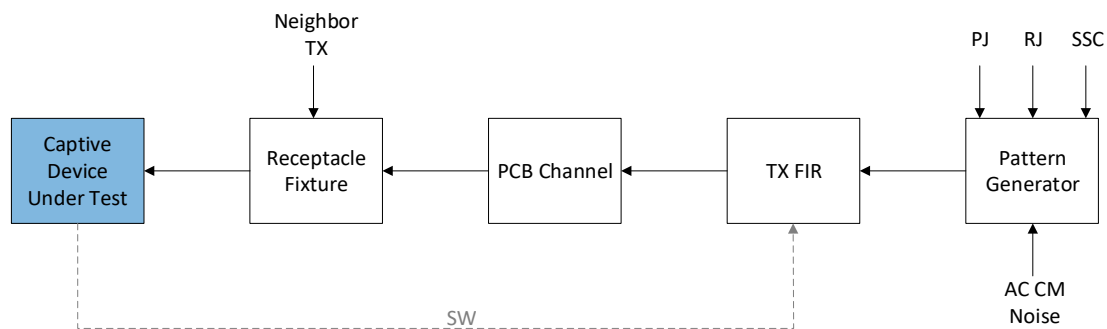 Neighbor
TX
PJ
RJ
SSC
Captive
Device
Under Test
Receptacle
Fixture
PCB Channel
TX FIR
Pattern
Generator
SW
AC CM
Noise